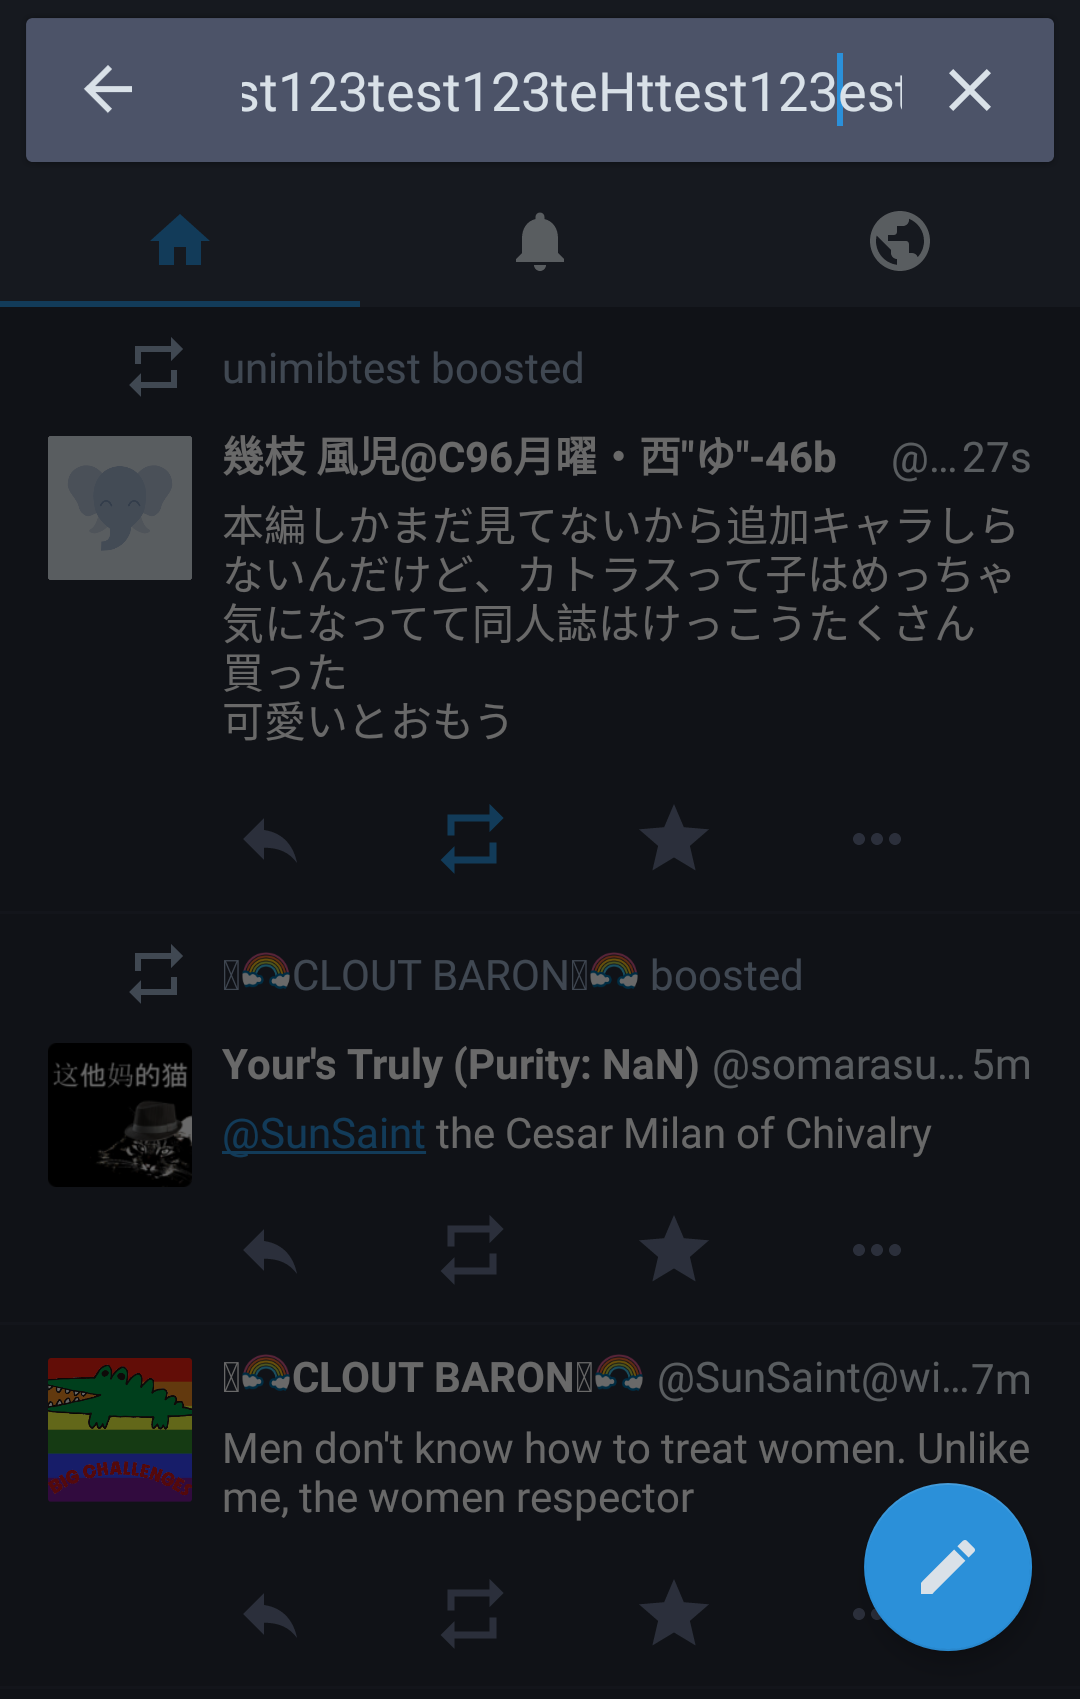 st123test123teHttest123est
unimibtest boosted
幾枝 風児@C96月曜・西"ゆ"-46b @... 27s
本編しかまだ見てないから追加キャラしら
ないんだけど、カトラスって子はめっちゃ
気になってて同人誌はけっこうたくさん
買った
可愛いとおもう
🌈CLOUT BARON🌈 boosted
这他妈的猫
Your's Truly (Purity: NaN) @somarasu... 5m
@SunSaint the Cesar Milan of Chivalry
🌈CLOUT BARON🌈 @SunSaint@wi... 7m
Men don't know how to treat women. Unlike
me, the women respector
CHALLENGE!